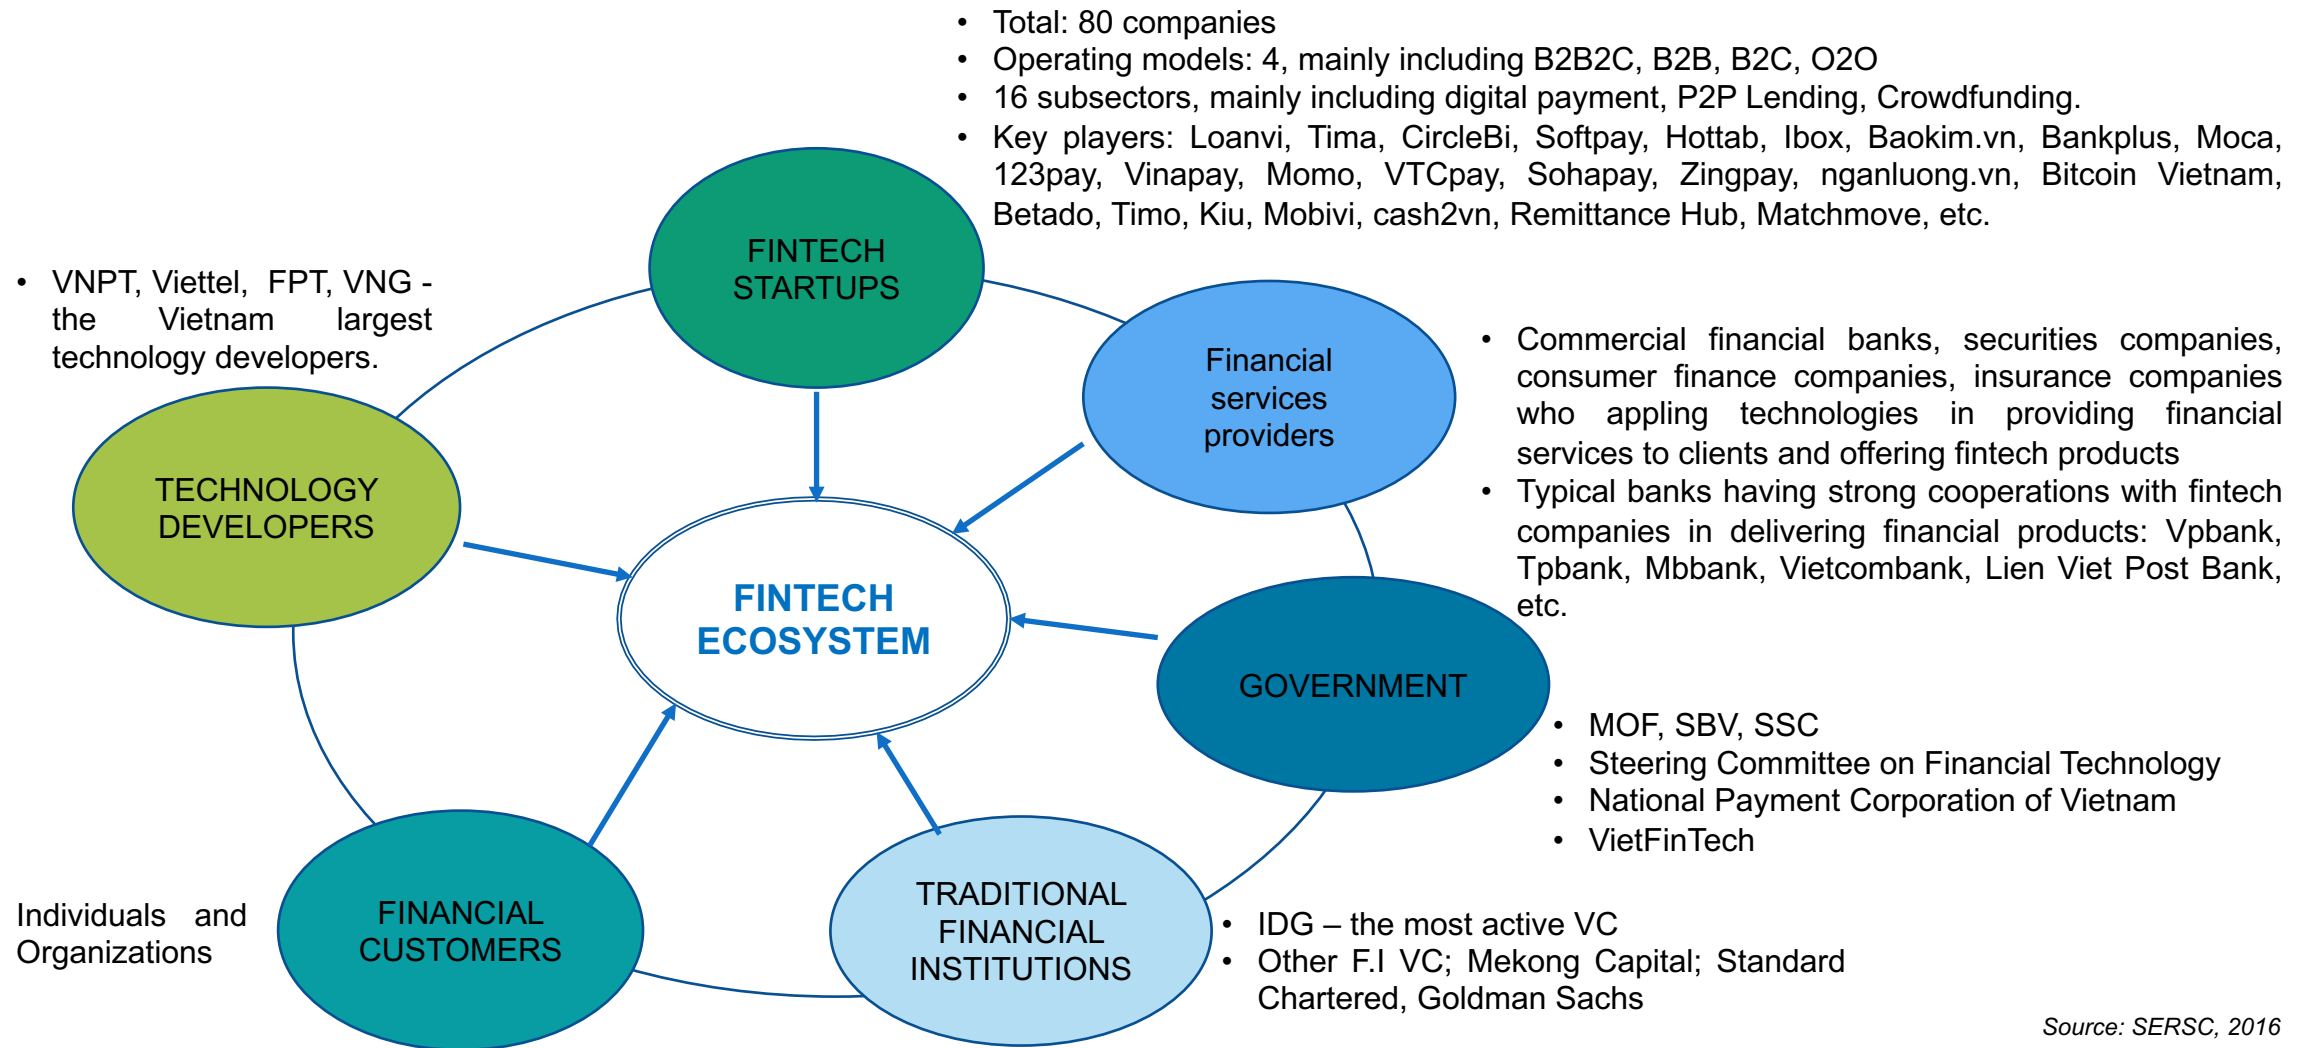 • Total: 80 companies
• Operating models: 4, mainly including B2B2C, B2B, B2C, O2O
• 16 subsectors, mainly including digital payment, P2P Lending, Crowdfunding.
• Key players: Loanvi, Tima, CircleBi, Softpay, Hottab, Ibox, Baokim.vn, Bankplus, Moca,
123pay, Vinapay, Momo, VTCpay, Sohapay, Zingpay, nganluong.vn, Bitcoin Vietnam,
Betado, Timo, Kiu, Mobivi, cash2vn, Remittance Hub, Matchmove, etc.
FINTECH
STARTUPS
• VNPT, Viettel, FPT, VNG -
the Vietnam largest
technology developers.
Financial
services
providers
• Commercial financial banks, securities companies,
consumer finance companies, insurance companies
who appling technologies in providing financial
services to clients and offering fintech products
• Typical banks having strong cooperations with fintech
companies in delivering financial products: Vpbank,
Tpbank, Mbbank, Vietcombank, Lien Viet Post Bank,
etc.
TECHNOLOGY
DEVELOPERS
FINTECH
ECOSYSTEM
GOVERNMENT
• MOF, SBV, SSC
• Steering Committee on Financial Technology
• National Payment Corporation of Vietnam
• VietFinTech
Individuals and
Organizations
FINANCIAL
CUSTOMERS
TRADITIONAL
FINANCIAL
INSTITUTIONS
• IDG – the most active VC
• Other F.I VC; Mekong Capital; Standard
Chartered, Goldman Sachs
Source: SERSC, 2016